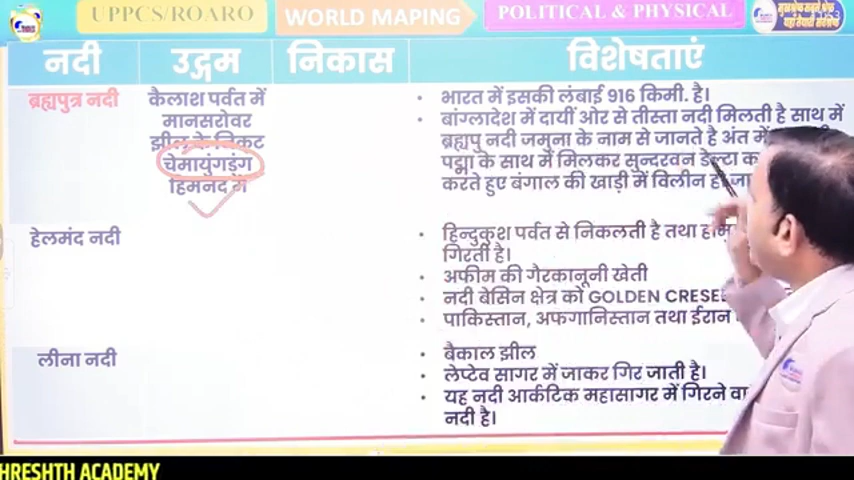 UPPCS/ROARO
WORLD MAPING
POLITICAL & PHYSICAL
नदी
उद्गम
निकास
विशेषताएं
ब्रह्मपुत्र नदी
कैलाश पर्वत में
मानसरोवर
झील के निकट
चेमायुंगड़ंग
हिमनद में
• भारत में इसकी लंबाई 916 किमी. है।
• बांग्लादेश में दायीं ओर से तीस्ता नदी मिलती है साथ में
ब्रह्मपु नदी जमुना के नाम से जानते है अंत में
पद्मा के साथ में मिलकर सुन्दरवन डेल्टा
करते हुए बंगाल की खाड़ी में विलीन
हेलमंद नदी
• हिन्दुकुश पर्वत से निकलती है तथा
गिरती है।
• अफीम की गैरकानूनी खेती
• नदी बेसिन क्षेत्र को GOLDEN
• पाकिस्तान, अफगानिस्तान तथा ईरान
लीना नदी
• बैकाल झील
• लेप्टेव सागर में जाकर गिर जाती है।
• यह नदी आर्कटिक महासागर में गिरने
नदी है।
HRESHTH ACADEMY